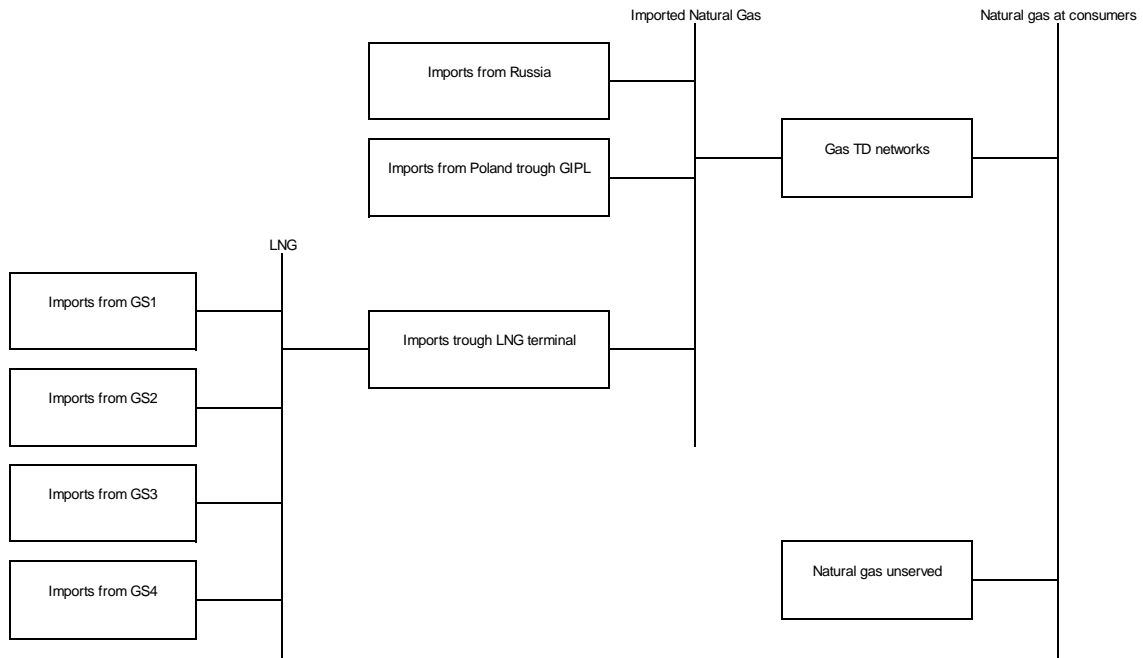 Imported Natural Gas
Natural gas at consumers
Imports from Russia
Gas TD networks
Imports from Poland trough GIPL
LNG
Imports from GS1
Imports trough LNG terminal
Imports from GS2
Imports from GS3
Natural gas unserved
Imports from GS4